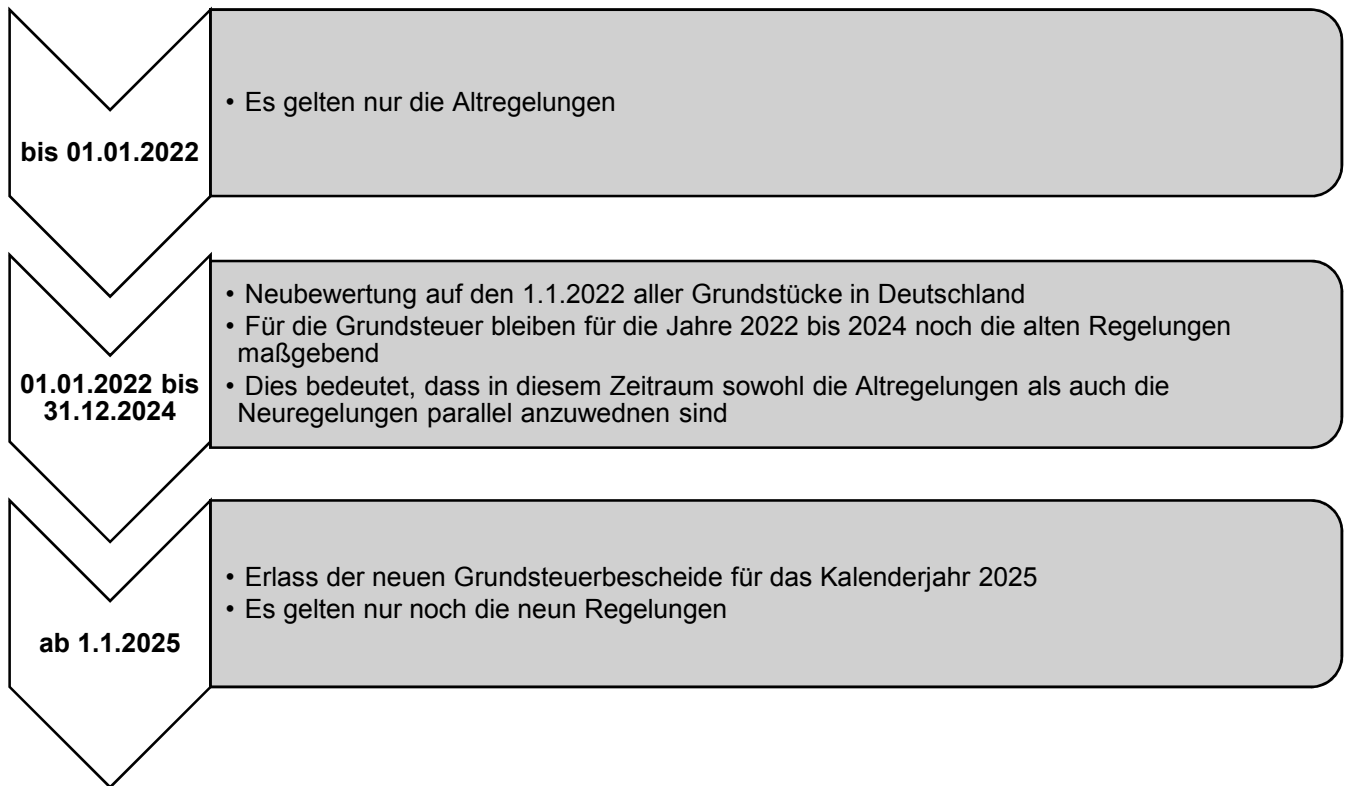 bis 01.01.2022
• Es gelten nur die Altregelungen
01.01.2022 bis
31.12.2024
• Neubewertung auf den 1.1.2022 aller Grundstücke in Deutschland
• Für die Grundsteuer bleiben für die Jahre 2022 bis 2024 noch die alten Regelungen
maßgebend
• Dies bedeutet, dass in diesem Zeitraum sowohl die Altregelungen als auch die
Neuregelungen parallel anzuwednen sind
ab 1.1.2025
• Erlass der neuen Grundsteuerbescheide für das Kalenderjahr 2025
• Es gelten nur noch die neun Regelungen